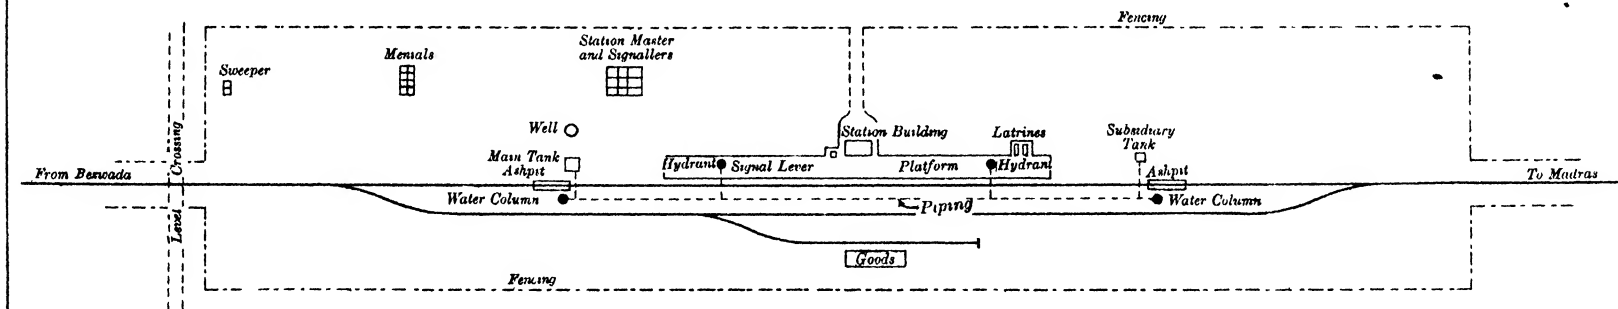 Fencing
Station Master
and Signallers
Menials
Sweeper
Well
Station Building
Latrines
Subsidiary
Tank
Main Tank
Ashpit
Hydrant
Signal Lever
Platform
Hydrant
Ashpit
From Bezwada
To Madras
Level Crossing
Water Column
Piping
Water Column
Goods
Fencing